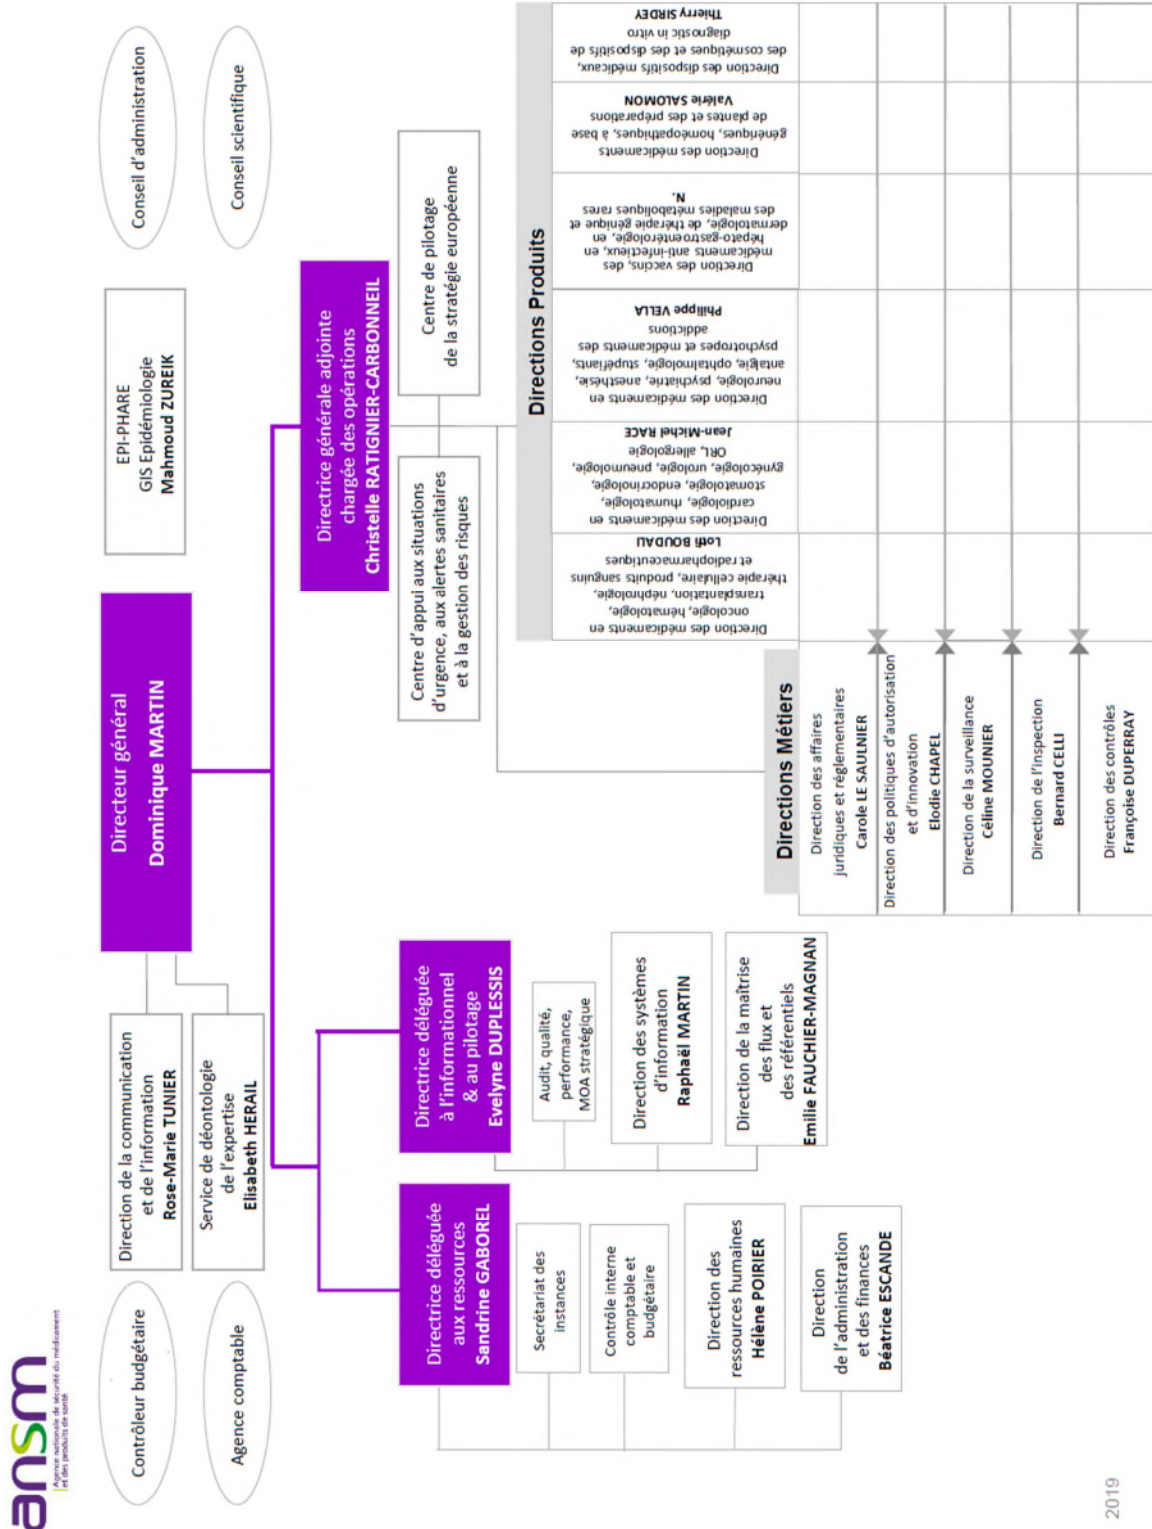 ansm
Agence nationale de sécurité du médicament
et des produits de santé
Contrôleur budgétaire
Agence comptable
Direction de la communication
et de l'information
Rose-Marie TUNIER
Service de déontologie
de l'expertise
Elisabeth HERAIL
Directeur général
Dominique MARTIN
EPI-PHARE
GIS Epidémiologie
Mahmoud ZUREIK
Conseil d'administration
Conseil scientifique
Directrice déléguée
aux ressources
Sandrine GABOREL
Secrétariat des
instances
Contrôle interne
comptable et
budgétaire
Direction des
ressources humaines
Hélène POIRIER
Direction
de l'administration
et des finances
Béatrice ESCANDE
Directrice déléguée
à l'informationnel
& au pilotage
Evelyne DUPLESSIS
Audit, qualité,
performance,
MOA stratégique
Direction des systèmes
d'information
Raphaël MARTIN
Direction de la maîtrise
des flux et
des référentiels
Emilie FAUCHIER-MAGNAN
Directrice générale adjointe
chargée des opérations
Christelle RATIGNIER-CARBONNEIL
Centre d'appui aux situations
d'urgence, aux alertes sanitaires
et à la gestion des risques
Centre de pilotage
de la stratégie européenne
Directions Produits
Direction des médicaments en
oncologie, hématologie,
transplantation, néphrologie,
thérapie cellulaire, produits sanguins
et radiopharmaceutiques
Lotfi BOUDALI
Direction des médicaments en
cardiologie, rhumatologie,
stomatologie, endocrinologie,
gynécologie, urologie, pneumologie,
ORL, allergologie
Jean-Michel RACE
Direction des médicaments en
neurologie, psychiatrie, anesthésie,
antalgie, ophtalmologie, stupéfiants,
psychotropes et médicaments des
addictions
Philippe VELLA
Direction des vaccins, des
médicaments anti-infectieux, en
hépato-gastroentérologie, en
dermatologie, de thérapie génique et
des maladies métaboliques rares
N.
Direction des médicaments
génériques, homéopathiques, à base
de plantes et des préparations
Valérie SALOMON
Direction des dispositifs médicaux,
des cosmétiques et des dispositifs de
diagnostic in vitro
Thierry SIRDEY
Directions Métiers
Direction des affaires
juridiques et réglementaires
Carole LE SAULNIER
Direction des politiques d'autorisation
et d'innovation
Elodie CHAPEL
Direction de la surveillance
Céline MOUNIER
Direction de l'inspection
Bernard CELLI
Direction des contrôles
Françoise DUPERRAY
2019